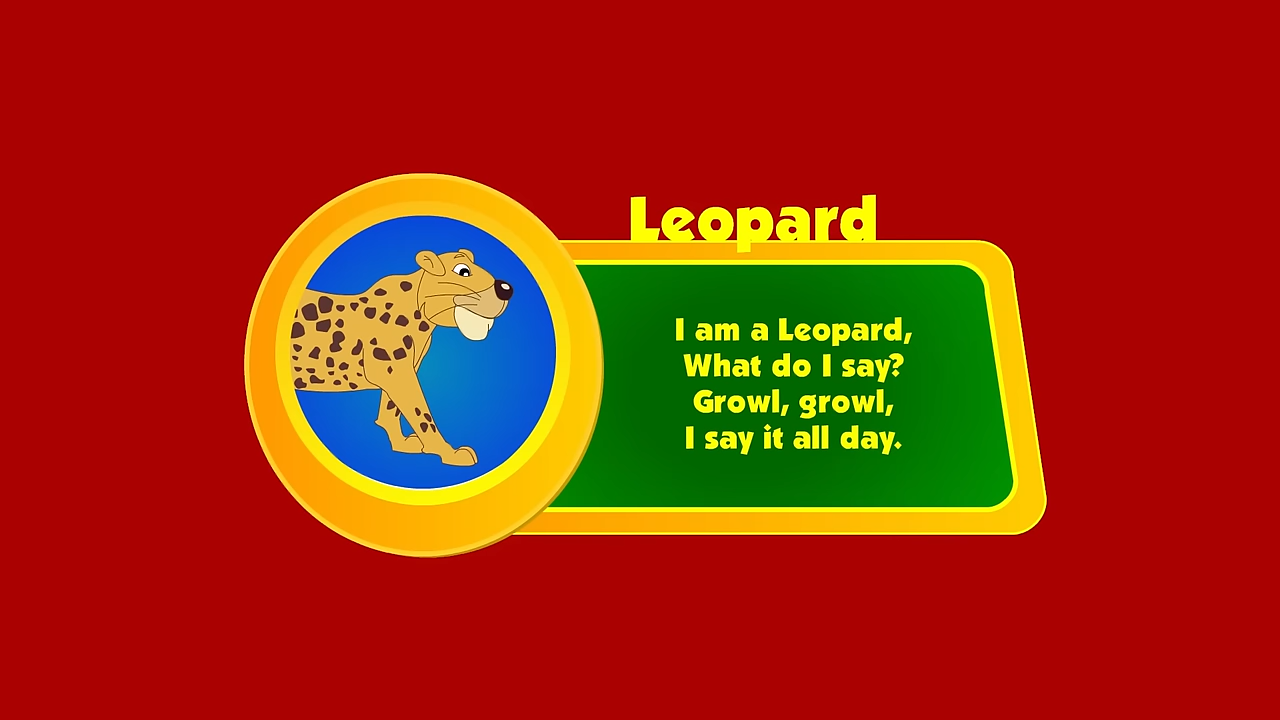 Leopard
I am a Leopard,
What do I say?
Growl, growl,
I say it all day.